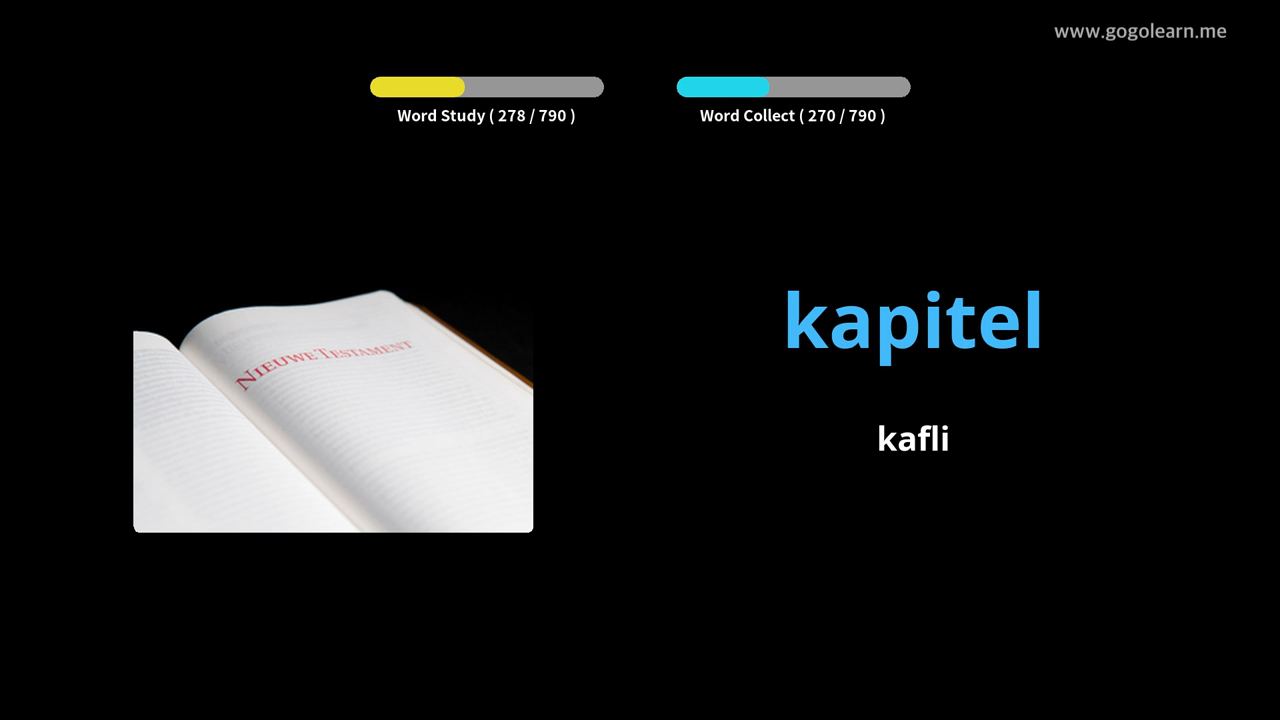 www.gogolearn.me
Word Study ( 278 / 790 )
Word Collect ( 270 / 790 )
NIEUWE TESTAMENT
kapitel
kafli